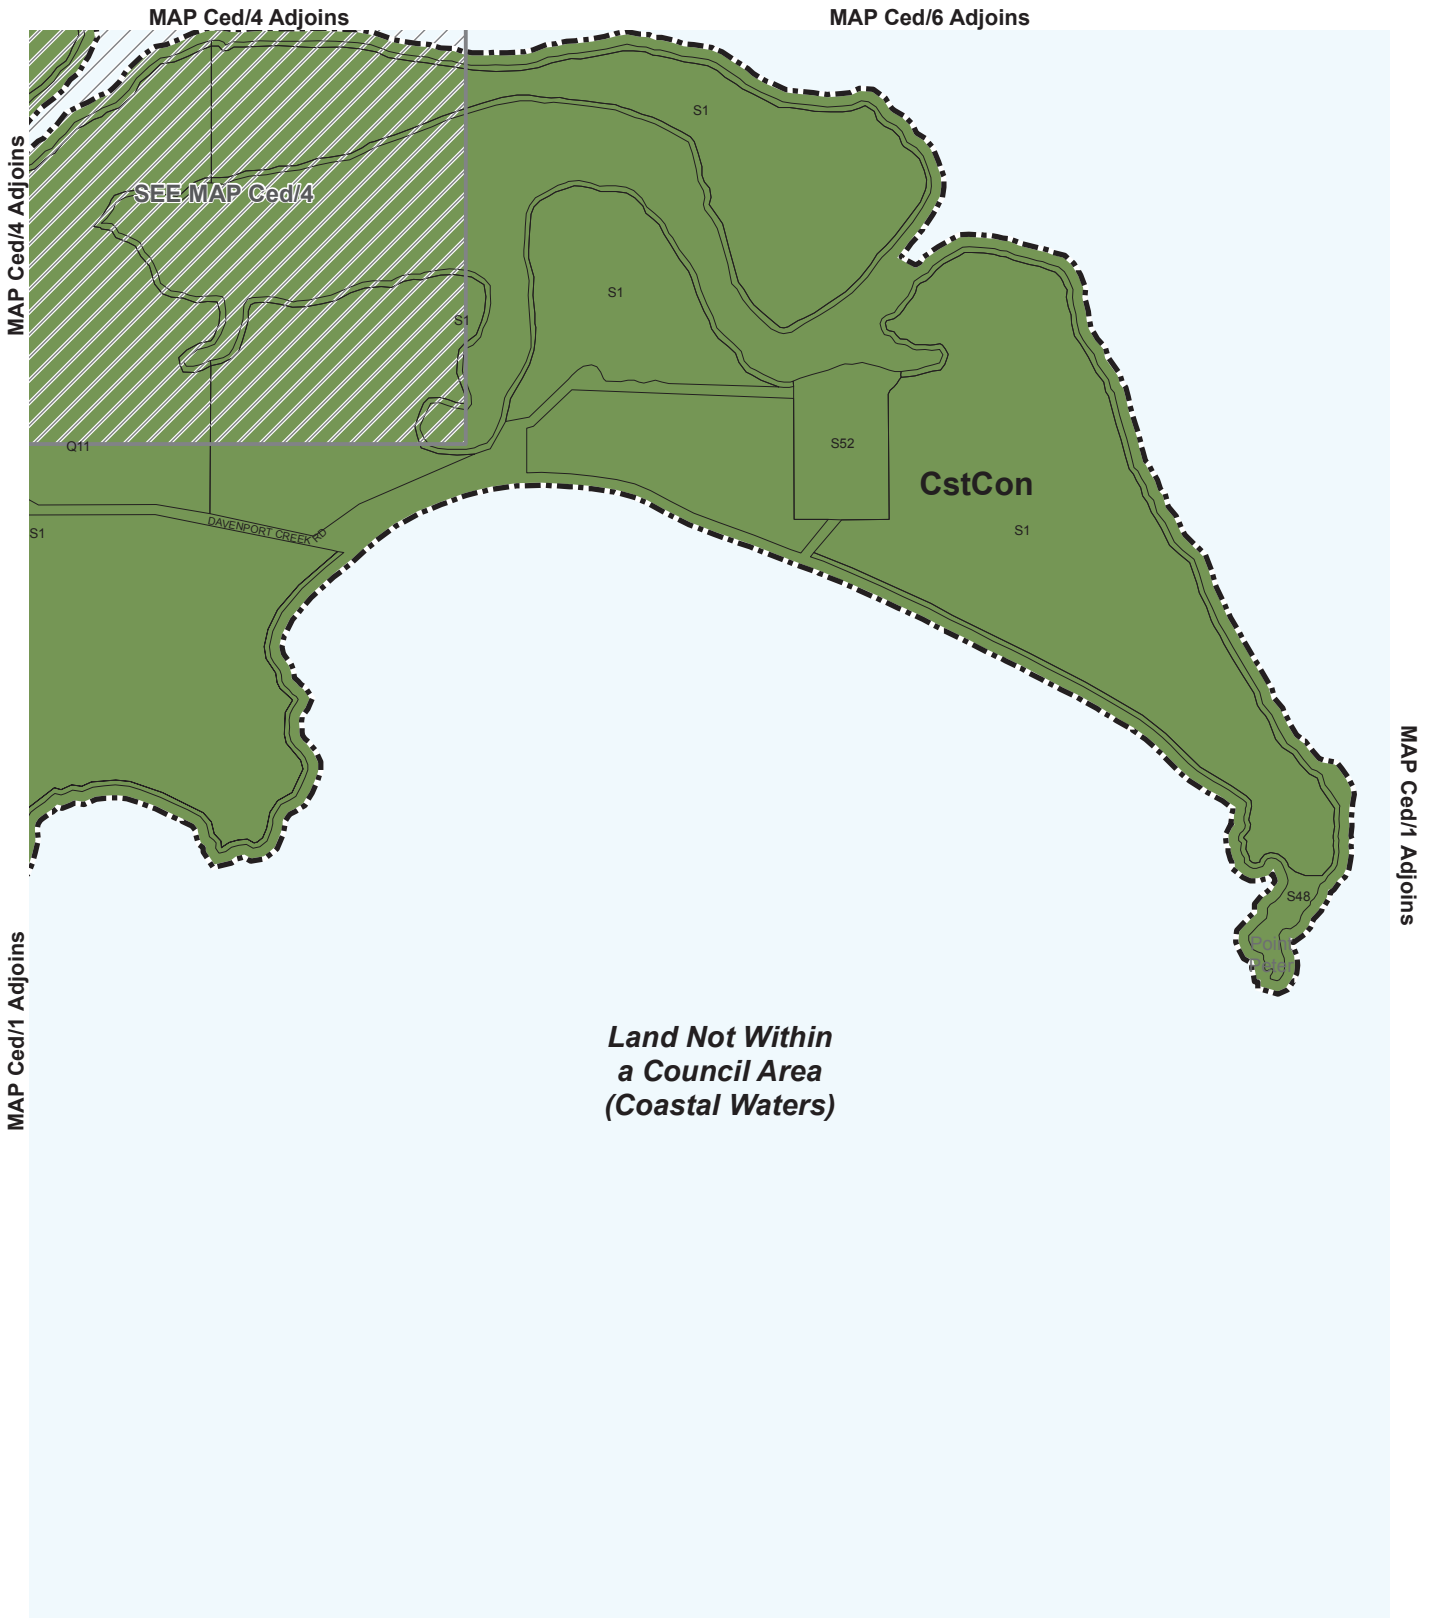 MAP Ced/4 Adjoins
MAP Ced/6 Adjoins
MAP Ced/4 Adjoins
S1
SEE MAP Ced/4
S1
S1
Q11
S52
CstCon
S1
DAVENPORT CREEK RD
S1
MAP Ced/1 Adjoins
S48
Point
Peter
MAP Ced/1 Adjoins
Land Not Within
a Council Area
(Coastal Waters)